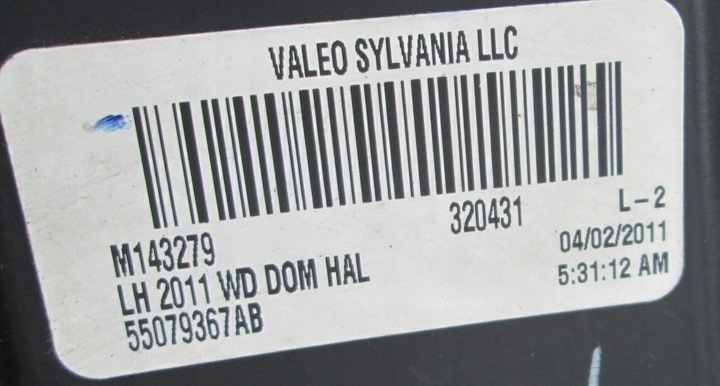 VALEO SYLVANIA LLC
M143279 320431 L-2
LH 2011 WD DOM HAL 04/02/2011
55079367AB 5:31:12 AM